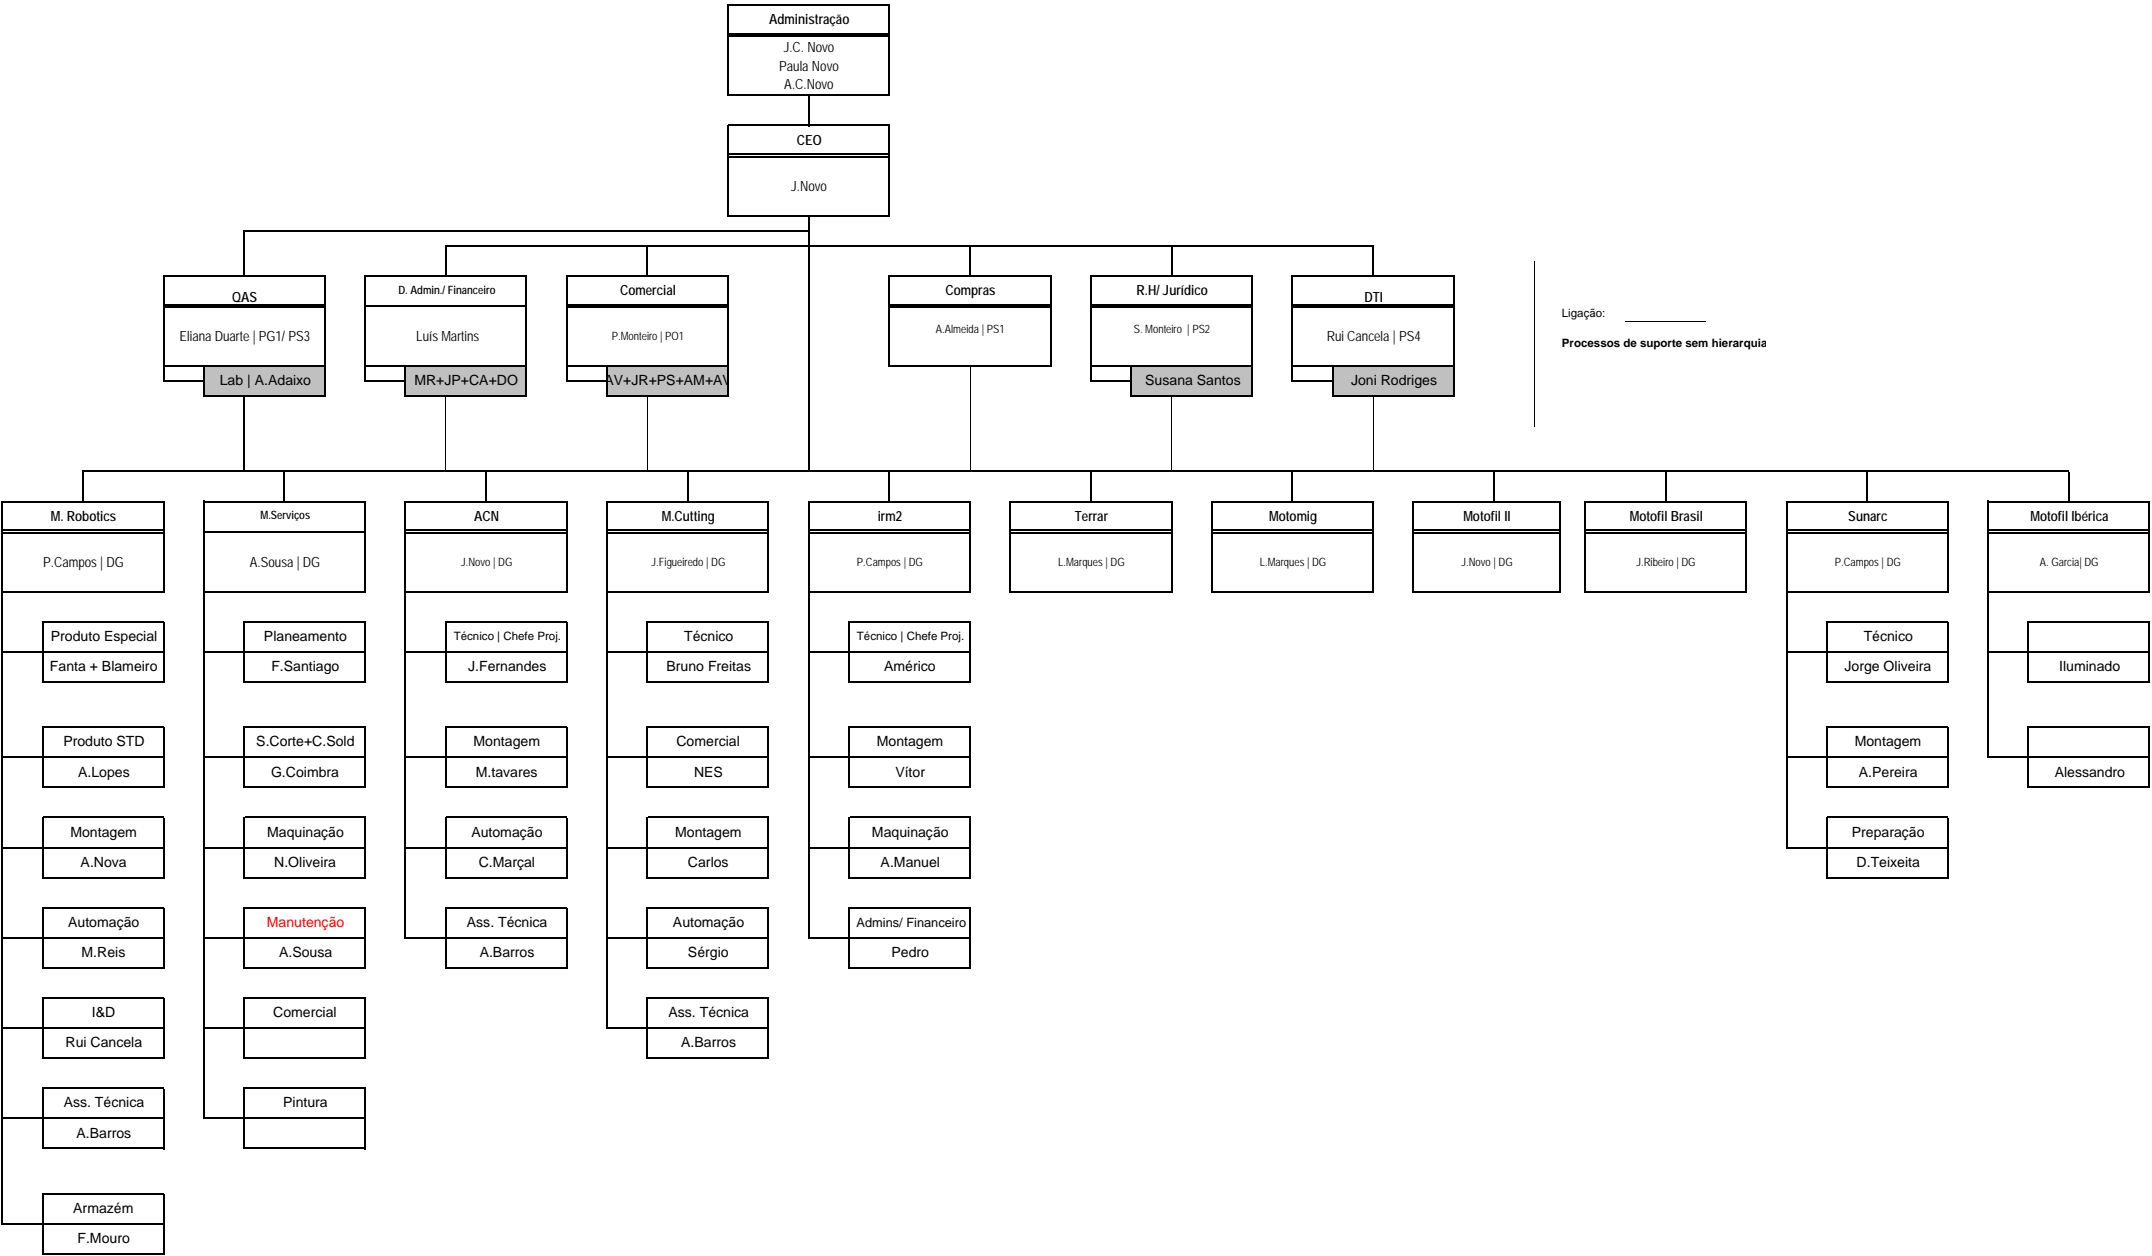 Administração
J.C. Novo
Paula Novo
A.C.Novo
CEO
J.Novo
QAS
Eliana Duarte | PG1/ PS3
Lab | A.Adaixo
D. Admin./ Financeiro
Luís Martins
MR+JP+CA+DO
Comercial
P.Monteiro | PO1
AV+JR+PS+AM+AV
Compras
A.Almeida | PS1
R.H/ Jurídico
S. Monteiro | PS2
Susana Santos
DTI
Rui Cancela | PS4
Joni Rodriges
Ligação:
Processos de suporte sem hierarquia
M. Robotics
P.Campos | DG
Produto Especial
Fanta + Blameiro
Produto STD
A.Lopes
Montagem
A.Nova
Automação
M.Reis
I&D
Rui Cancela
Ass. Técnica
A.Barros
Armazém
F.Mouro
M.Serviços
A.Sousa | DG
Planeamento
F.Santiago
S.Corte+C.Sold
G.Coimbra
Maquinação
N.Oliveira
Manutenção
A.Sousa
Comercial
Pintura
ACN
J.Novo | DG
Técnico | Chefe Proj.
J.Fernandes
Montagem
M.tavares
Automação
C.Marçal
Ass. Técnica
A.Barros
M.Cutting
J.Figueiredo | DG
Técnico
Bruno Freitas
Comercial
NES
Montagem
Carlos
Automação
Sérgio
Ass. Técnica
A.Barros
irm2
P.Campos | DG
Técnico | Chefe Proj.
Américo
Montagem
Vítor
Maquinação
A.Manuel
Admins/ Financeiro
Pedro
Terrar
L.Marques | DG
Motomig
L.Marques | DG
Motofil II
J.Novo | DG
Motofil Brasil
J.Ribeiro | DG
Sunarc
P.Campos | DG
Técnico
Jorge Oliveira
Montagem
A.Pereira
Preparação
D.Teixeita
Motofil Ibérica
A. Garcia| DG
Iluminado
Alessandro